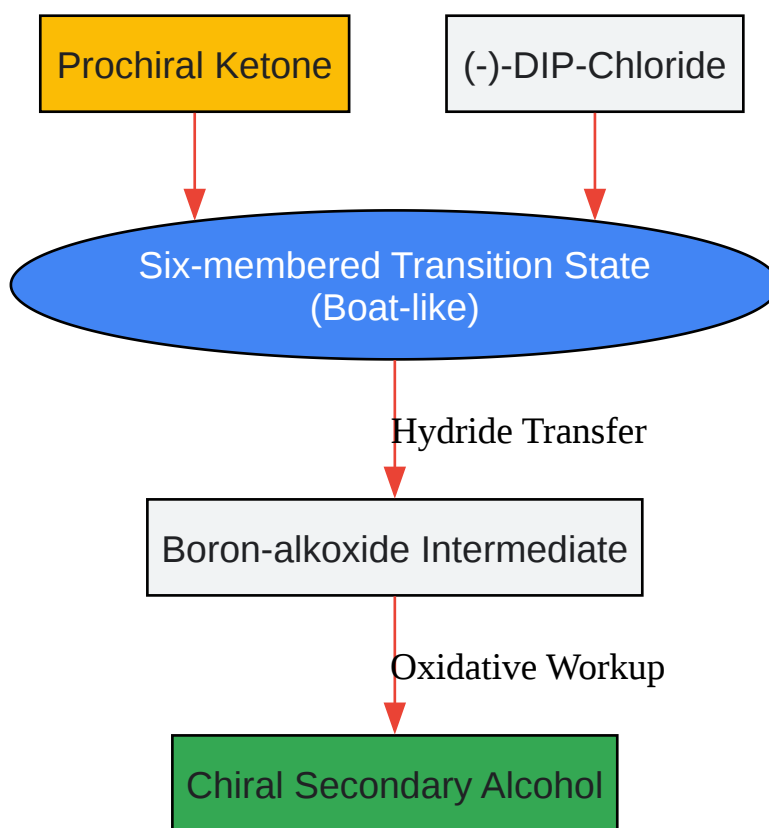 Prochiral Ketone
(-)-DIP-Chloride
Six-membered Transition State
(Boat-like)
Hydride Transfer
Boron-alkoxide Intermediate
Oxidative Workup
Chiral Secondary Alcohol